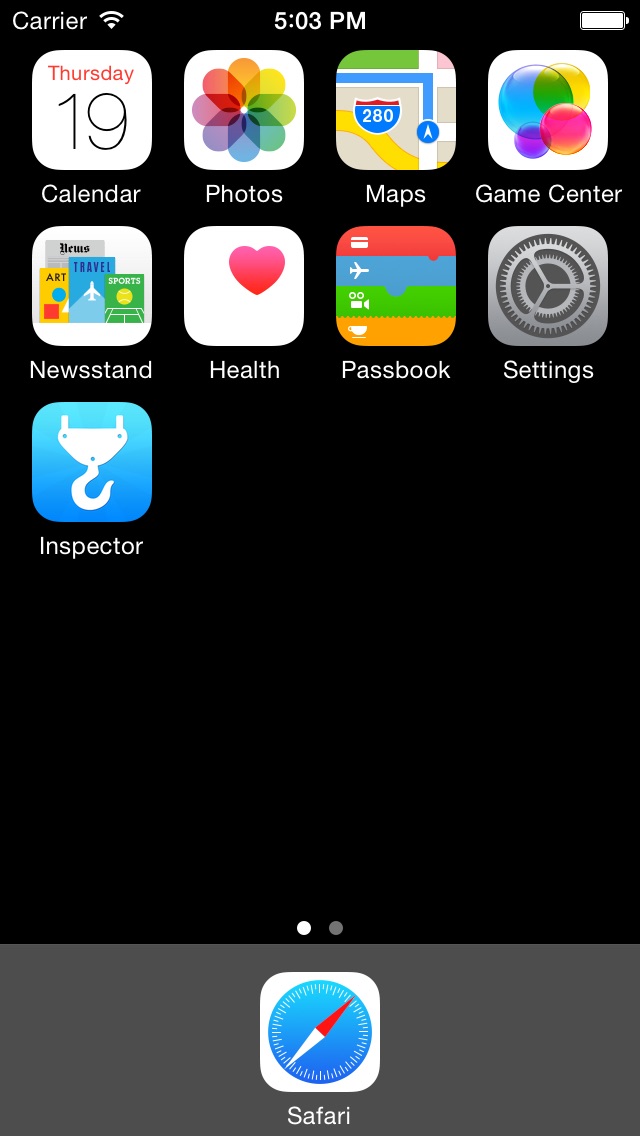 Carrier 5:03 PM
Thursday
19
280
Calendar Photos Maps Game Center
News
ART TRAVEL SPORTS
Newsstand Health Passbook Settings
Inspector
Safari